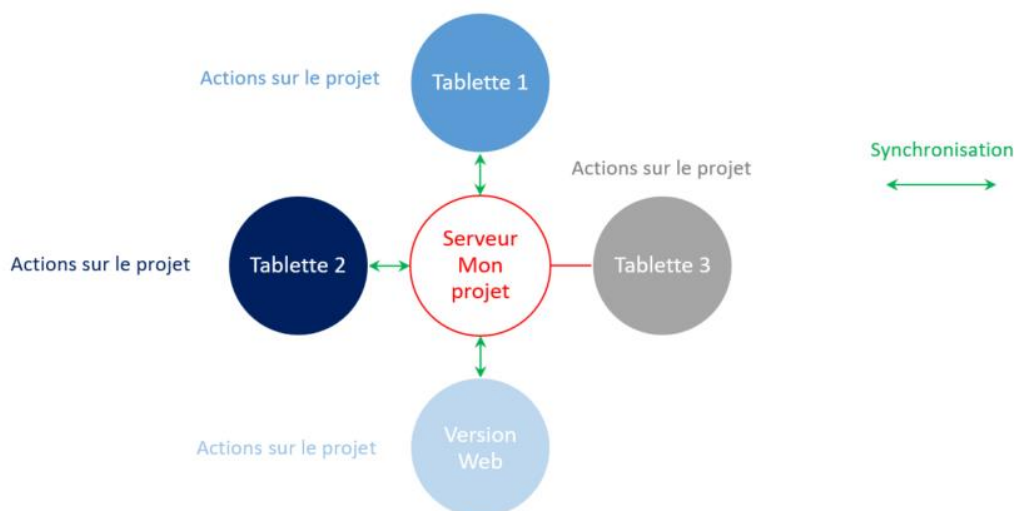 Actions sur le projet
Tablette 1
Synchronisation
Actions sur le projet
Actions sur le projet
Tablette 2
Serveur
Mon
projet
Tablette 3
Actions sur le projet
Version
Web